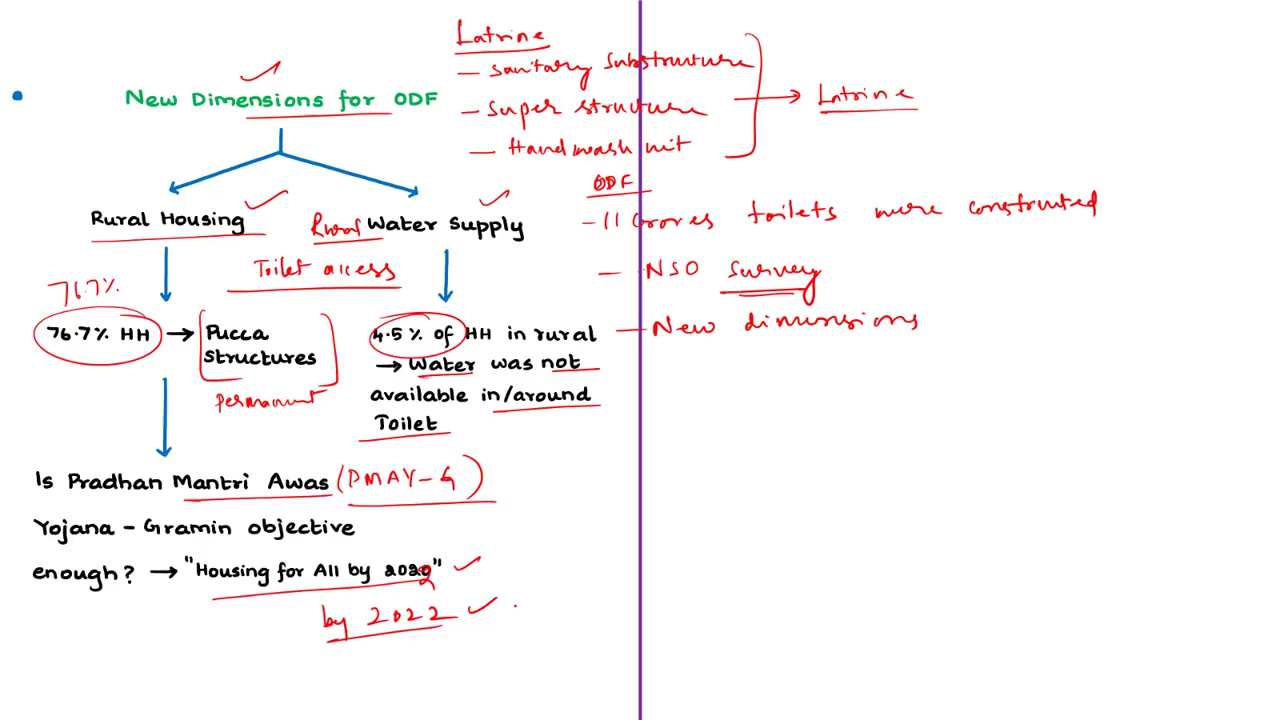 Latrine
- Sanitary Substructure
- Super structure
- Handwash unit
Latrine
New Dimensions for ODF
Rural Housing
Rural Water Supply
Toilet access
76.7%
76.7% HH → Pucca
structures
permanent
4.5% of HH in rural
→ Water was not
available in/around
Toilet
Is Pradhan Mantri Awas (PMAY-G)
Yojana - Gramin objective
enough? → "Housing for All by 2022"
by 2022
ODF
- 11 Crores toilets were constructed
- NSO survey
- New dimensions